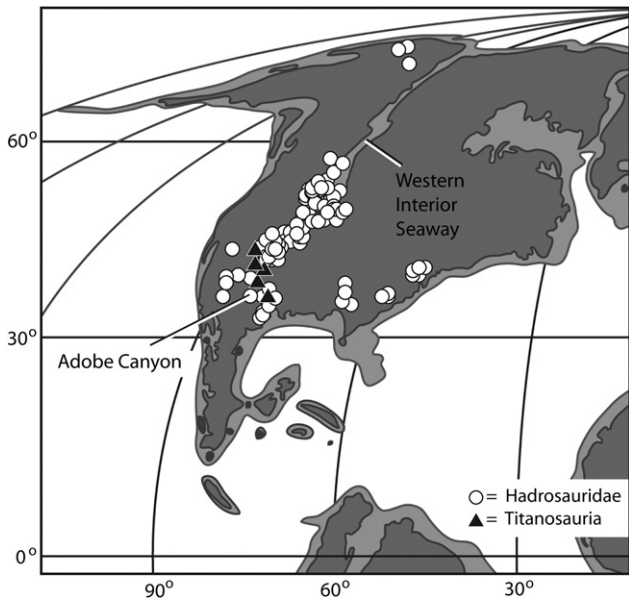 60°
Western
Interior
Seaway
30°
Adobe Canyon
= Hadrosauridae
= Titanosauria
0°
90° 60° 30°